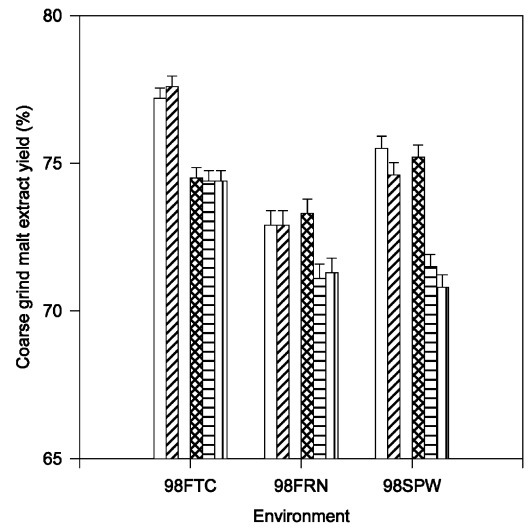 80
75
70
65
Coarse grind malt extract yield (%)
98FTC 98FRN 98SPW
Environment